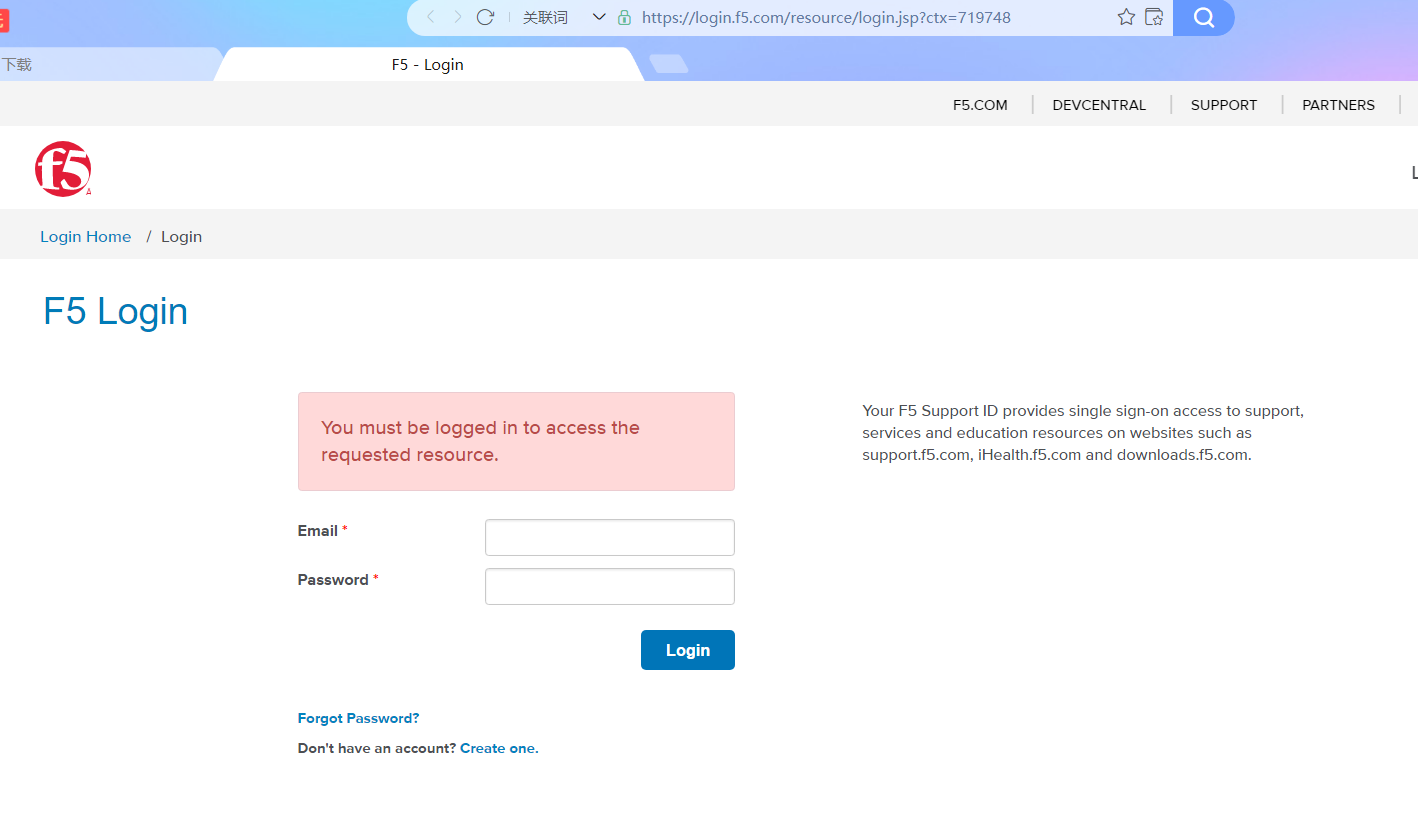 关联词
https://login.f5.com/resource/login.jsp?ctx=719748
下载
F5 - Login
F5.COM
DEVCENTRAL
SUPPORT
PARTNERS
f5
Login Home / Login
F5 Login
You must be logged in to access the
requested resource.
Your F5 Support ID provides single sign-on access to support,
services and education resources on websites such as
support.f5.com, iHealth.f5.com and downloads.f5.com.
Email *
Password *
Login
Forgot Password?
Don't have an account? Create one.